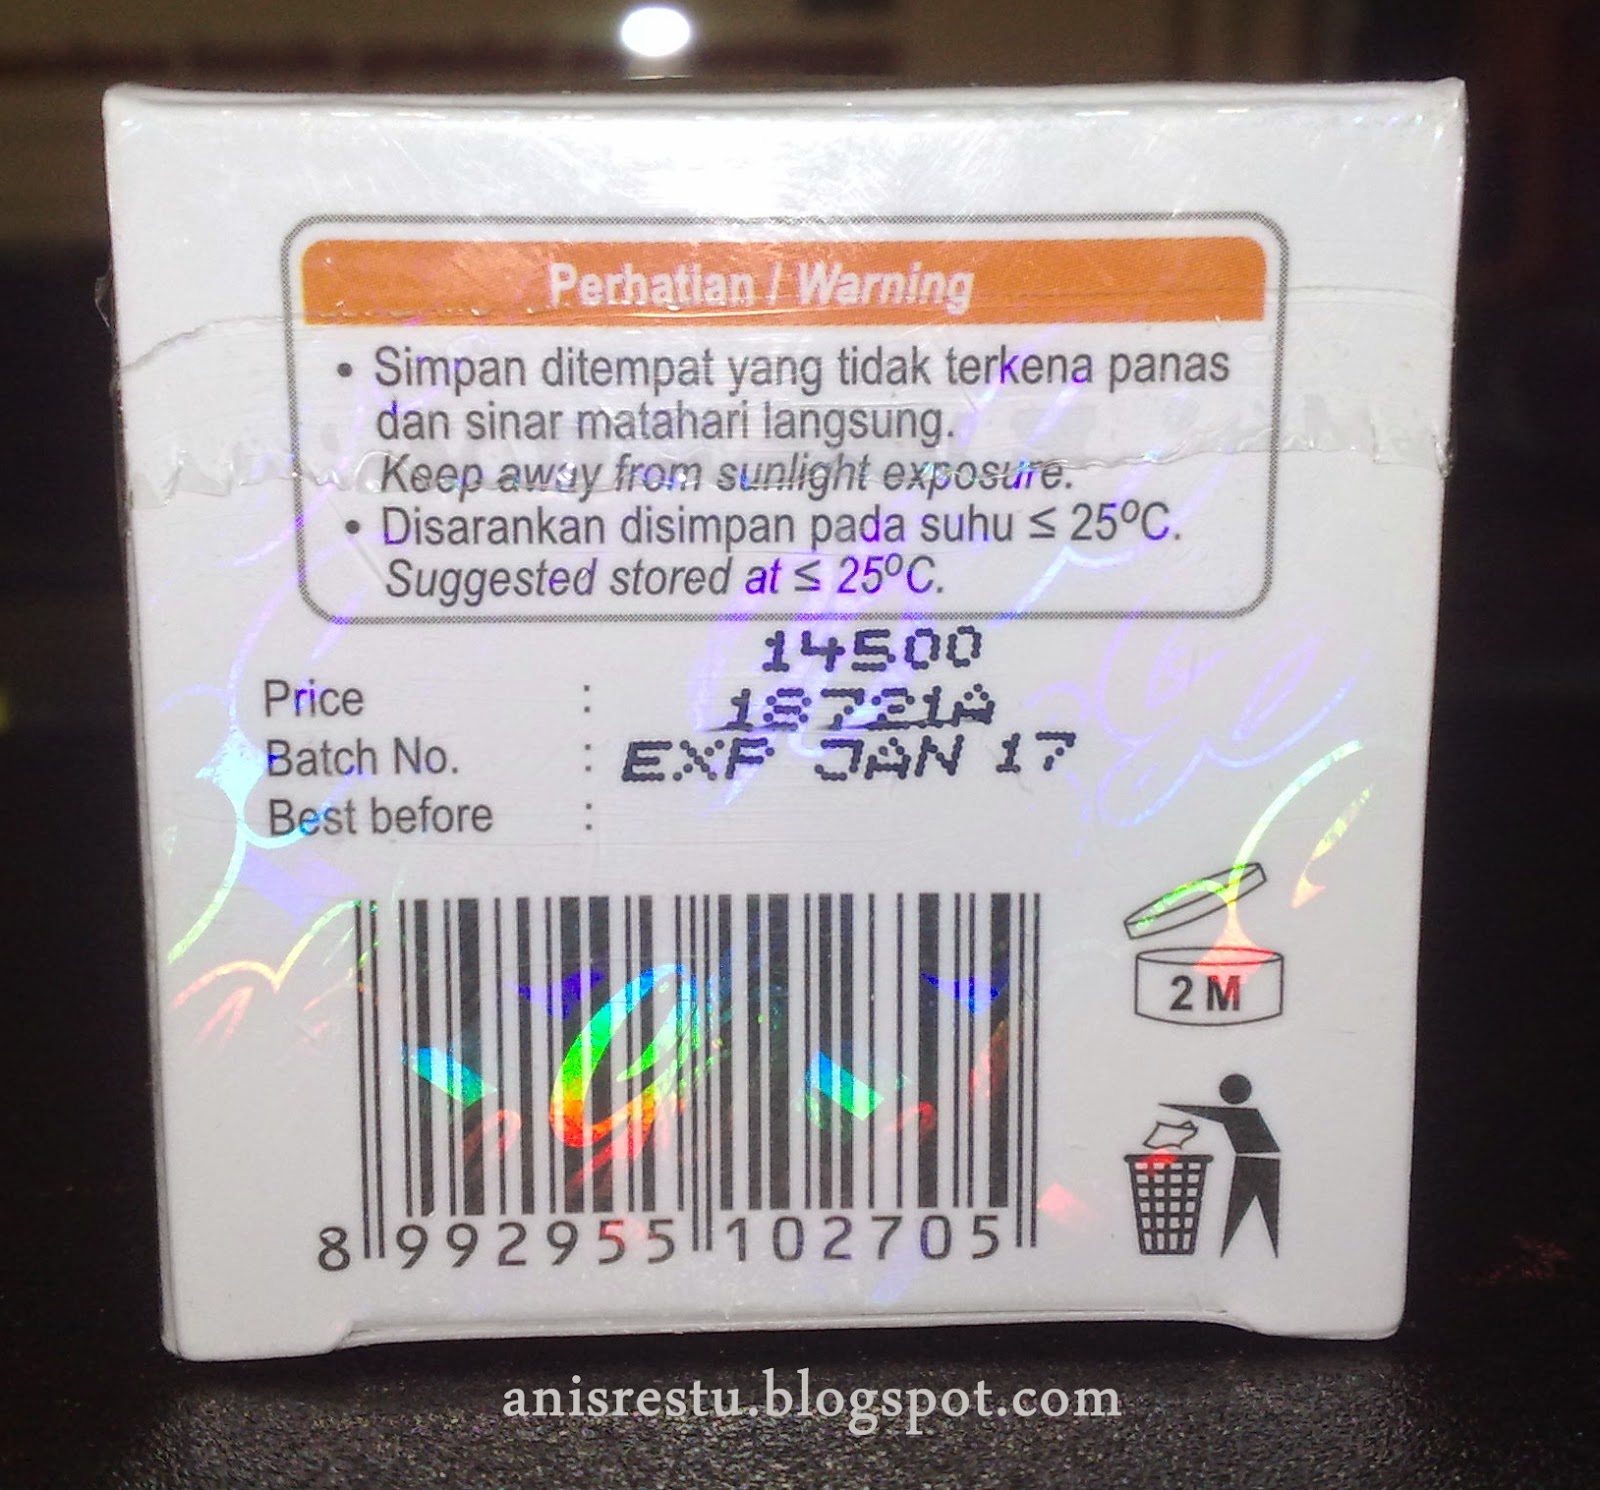 Perhatian / Warning
• Simpan ditempat yang tidak terkena panas
dan sinar matahari langsung.
Keep away from sunlight exposure.
• Disarankan disimpan pada suhu ≤ 25°C.
Suggested stored at ≤ 25°C.
14500
Price : 18721A
Batch No. : EXP JAN 17
Best before :
2 M
8 992955 102705
anisrestu.blogspot.com